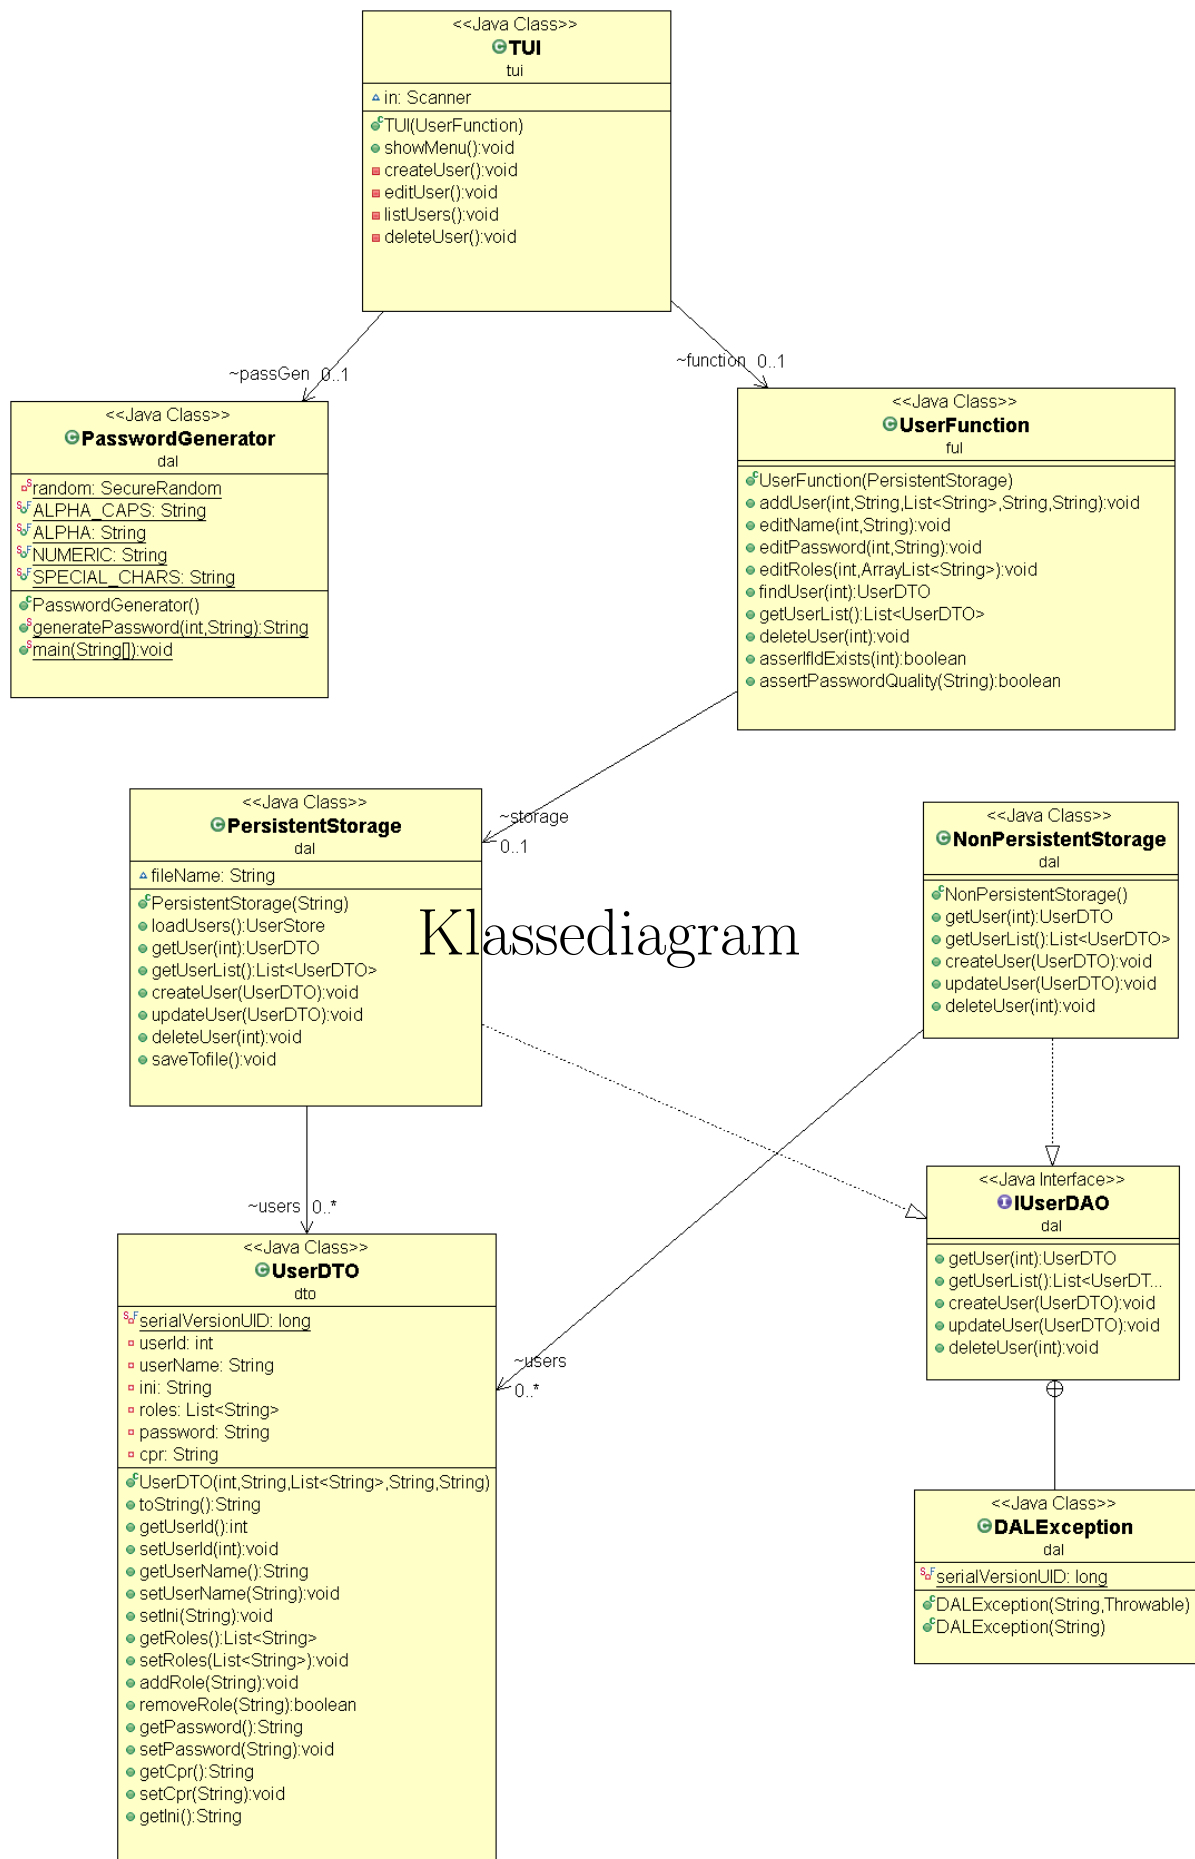 <<Java Class>>
TUI
tui
in: Scanner
TUI(UserFunction)
showMenu():void
createUser():void
editUser():void
listUsers():void
deleteUser():void
~passGen 0..1
~function 0..1
<<Java Class>>
PasswordGenerator
dal
random: SecureRandom
ALPHA_CAPS: String
ALPHA: String
NUMERIC: String
SPECIAL_CHARS: String
PasswordGenerator()
generatePassword(int,String):String
main(String[]):void
<<Java Class>>
UserFunction
ful
UserFunction(PersistentStorage)
addUser(int,String,List<String>,String,String):void
editName(int,String):void
editPassword(int,String):void
editRoles(int,ArrayList<String>):void
findUser(int):UserDTO
getUserList():List<UserDTO>
deleteUser(int):void
asserIfIdExists(int):boolean
assertPasswordQuality(String):boolean
~storage
0..1
<<Java Class>>
PersistentStorage
dal
fileName: String
PersistentStorage(String)
loadUsers():UserStore
getUser(int):UserDTO
getUserList():List<UserDTO>
createUser(UserDTO):void
updateUser(UserDTO):void
deleteUser(int):void
saveTofile():void
Klassediagram
<<Java Class>>
NonPersistentStorage
dal
NonPersistentStorage()
getUser(int):UserDTO
getUserList():List<UserDTO>
createUser(UserDTO):void
updateUser(UserDTO):void
deleteUser(int):void
~users 0..*
<<Java Interface>>
IUserDAO
dal
getUser(int):UserDTO
getUserList():List<UserDT...
createUser(UserDTO):void
updateUser(UserDTO):void
deleteUser(int):void
<<Java Class>>
UserDTO
dto
serialVersionUID: long
userId: int
userName: String
ini: String
roles: List<String>
password: String
cpr: String
UserDTO(int,String,List<String>,String,String)
toString():String
getUserId():int
setUserId(int):void
getUserName():String
setUserName(String):void
setIni(String):void
getRoles():List<String>
setRoles(List<String>):void
addRole(String):void
removeRole(String):boolean
getPassword():String
setPassword(String):void
getCpr():String
setCpr(String):void
getIni():String
~users
0..*
<<Java Class>>
DALException
dal
serialVersionUID: long
DALException(String,Throwable)
DALException(String)